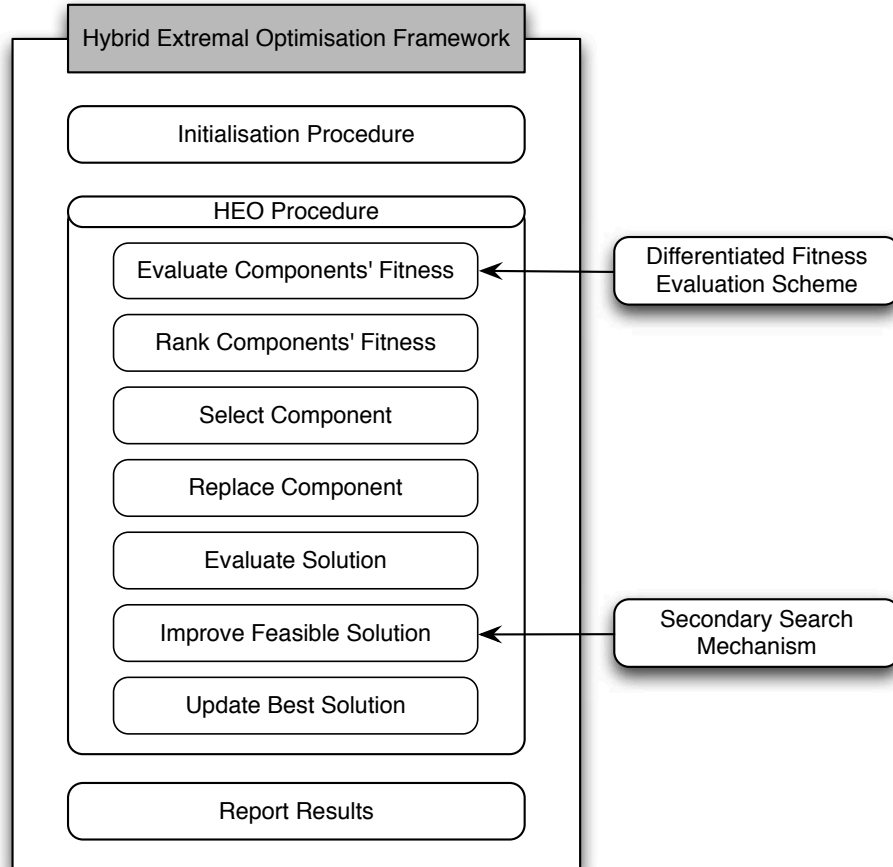 Hybrid Extremal Optimisation Framework
Initialisation Procedure
HEO Procedure
Evaluate Components' Fitness
Rank Components' Fitness
Select Component
Replace Component
Evaluate Solution
Improve Feasible Solution
Update Best Solution
Report Results
Differentiated Fitness
Evaluation Scheme
Secondary Search
Mechanism